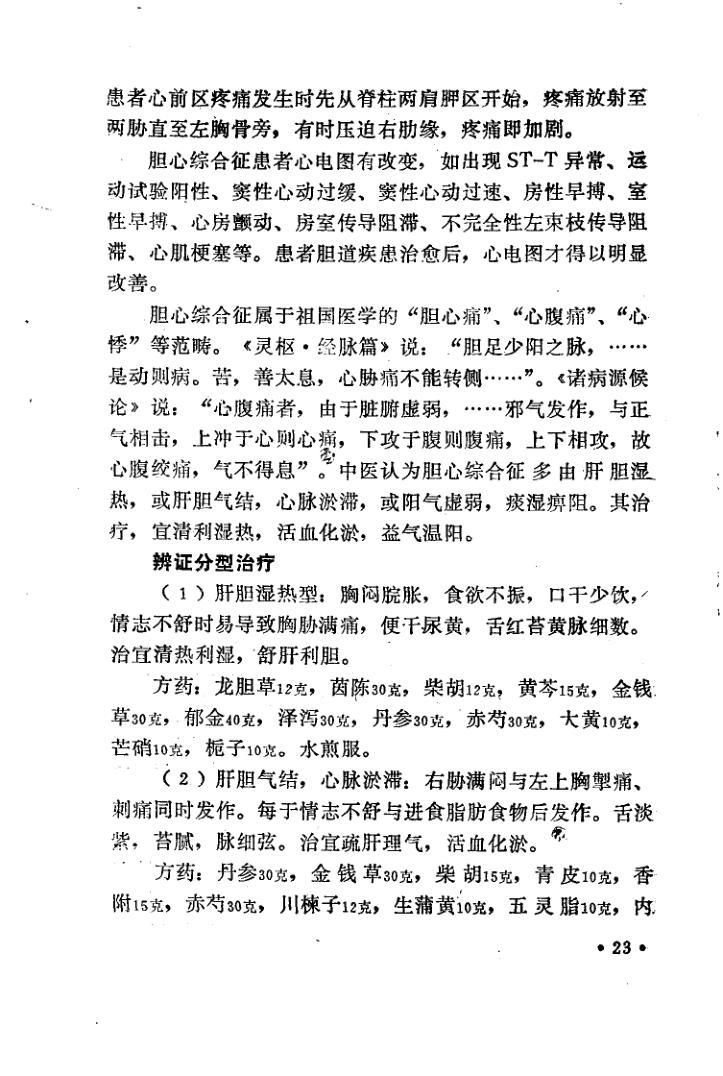 患者心前区疼痛发生时先从脊柱两肩胛区开始，疼痛放射至
两胁直至左胸骨旁，有时压迫右肋缘，疼痛即加剧。
胆心综合征患者心电图有改变，如出现 ST-T 异常、运
动试验阳性、窦性心动过缓、窦性心动过速、房性早搏、室
性早搏、心房颤动、房室传导阻滞、不完全性左束枝传导阻
滞、心肌梗塞等。患者胆道疾患治愈后，心电图才得以明显
改善。
胆心综合征属于祖国医学的“胆心痛”、“心腹痛”、“心
悸”等范畴。《灵枢·经脉篇》说：“胆足少阳之脉，……
是动则病。苦，善太息，心胁痛不能转侧……”。《诸病源候
论》说：“心腹痛者，由于脏腑虚弱，……邪气发作，与正
气相击，上冲于心则心痛，下攻于腹则腹痛，上下相攻，故
心腹绞痛，气不得息”。中医认为胆心综合征多由肝胆湿
热，或肝胆气结，心脉淤滞，或阳气虚弱，痰湿痹阻。其治
疗，宜清利湿热，活血化淤，益气温阳。
辨证分型治疗
（1）肝胆湿热型：胸闷脘胀，食欲不振，口干少饮，
情志不舒时易导致胸胁满痛，便干尿黄，舌红苔黄脉细数。
治宜清热利湿，舒肝利胆。
方药：龙胆草12克，茵陈30克，柴胡12克，黄芩15克，金钱
草30克，郁金40克，泽泻30克，丹参30克，赤芍30克，大黄10克，
芒硝10克，栀子10克。水煎服。
（2）肝胆气结，心脉淤滞：右胁满闷与左上胸掣痛、
刺痛同时发作。每于情志不舒与进食脂肪食物后发作。舌淡
紫，苔腻，脉细弦。治宜疏肝理气，活血化淤。
方药：丹参30克，金钱草30克，柴胡15克，青皮10克，香
附15克，赤芍30克，川楝子12克，生蒲黄10克，五灵脂10克，内
•23•